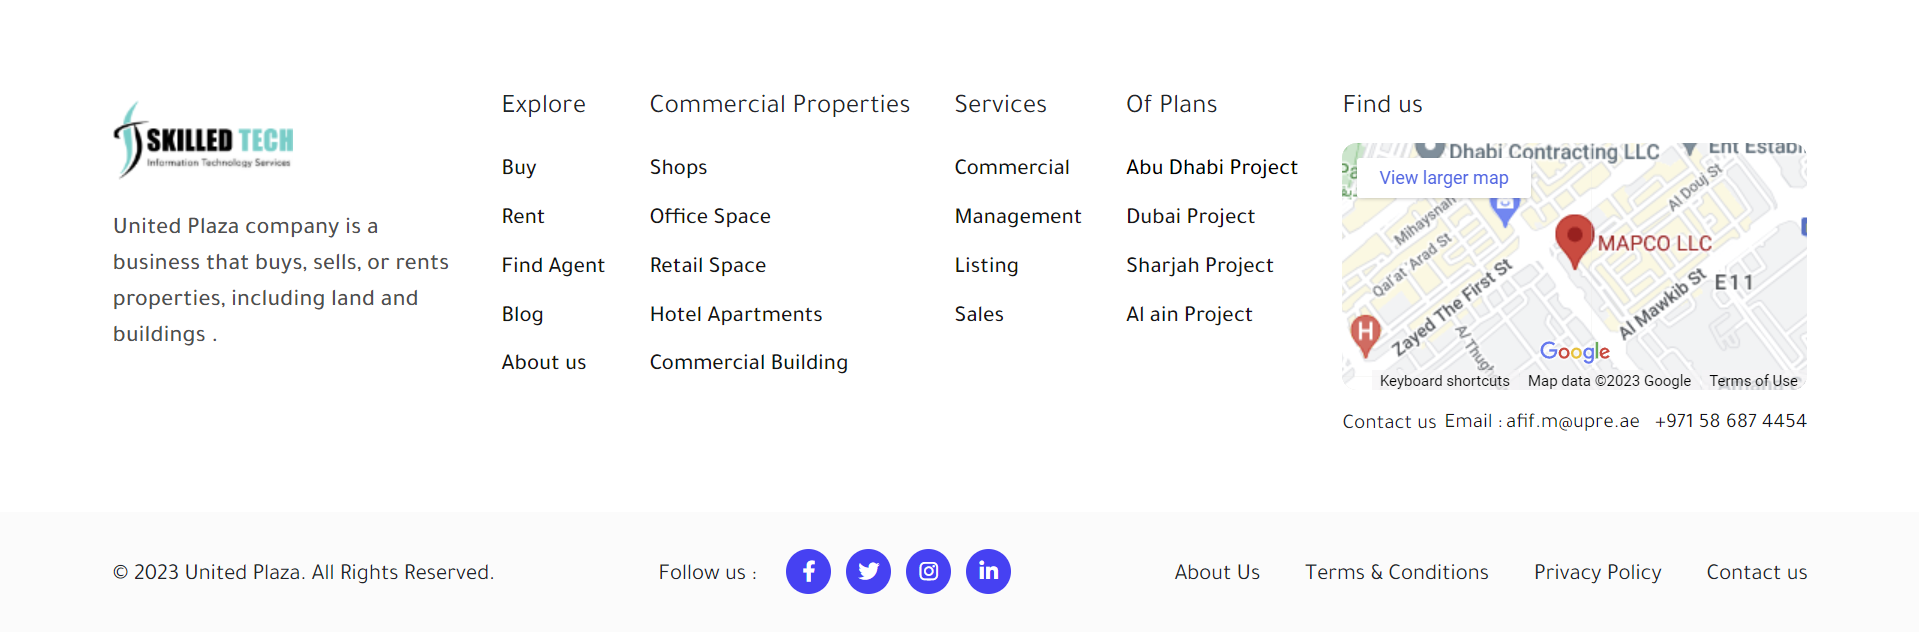 SKILLED TECH
Information Technology Services
United Plaza company is a
business that buys, sells, or rents
properties, including land and
buildings .
Explore
Buy
Rent
Find Agent
Blog
About us
Commercial Properties
Shops
Office Space
Retail Space
Hotel Apartments
Commercial Building
Services
Commercial
Management
Listing
Sales
Of Plans
Abu Dhabi Project
Dubai Project
Sharjah Project
Al ain Project
Find us
Dhabi Contracting LLC
View larger map
Al Douj St
Mihaysnah
Qal'at 'Arad St
MAPCO LLC
E11
Zayed The First St
Al Mawkib St
H
Google
Keyboard shortcuts
Map data ©2023 Google
Terms of Use
Contact us Email : afif.m@upre.ae +971 58 687 4454
© 2023 United Plaza. All Rights Reserved.
Follow us :
About Us
Terms & Conditions
Privacy Policy
Contact us